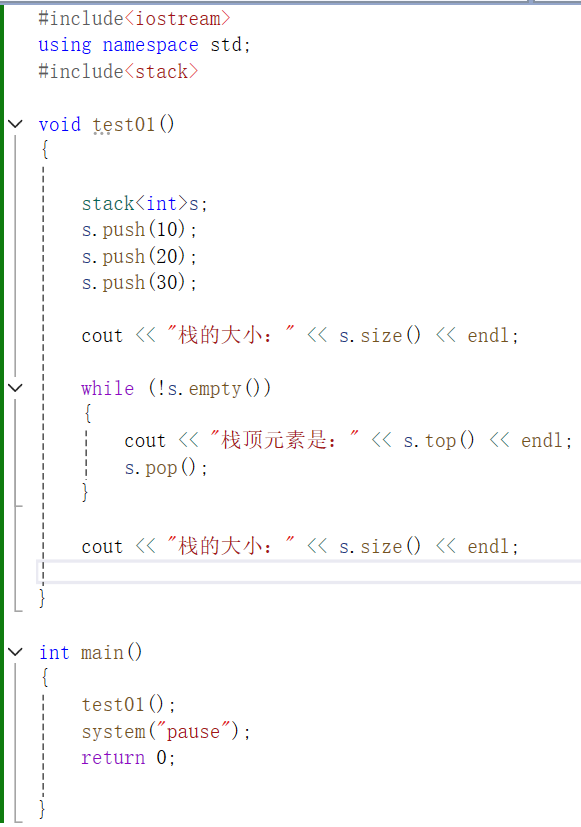 #include<iostream>
using namespace std;
#include<stack>
void test01()
{
stack<int>s;
s.push(10);
s.push(20);
s.push(30);
cout << "栈的大小：" << s.size() << endl;
while (!s.empty())
{
cout << "栈顶元素是：" << s.top() << endl;
s.pop();
}
cout << "栈的大小：" << s.size() << endl;
}
int main()
{
test01();
system("pause");
return 0;
}